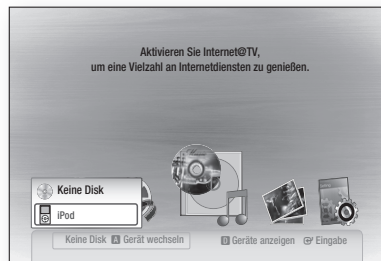 Aktivieren Sie Internet@TV,
um eine Vielzahl an Internetdiensten zu genießen.
Keine Disk
iPod
Keine Disk A Gerät wechseln D Geräte anzeigen Eingabe